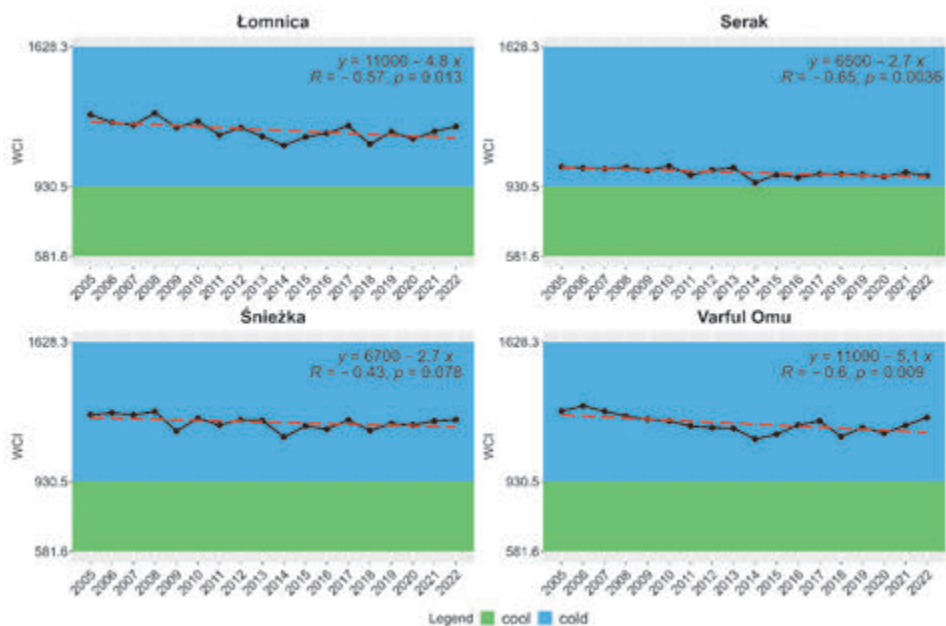 Łomnica
1628.3
y = 11000 − 4.8 x
R = − 0.57, p = 0.013
WCI
930.5
581.6
2005 2006 2007 2008 2009 2010 2011 2012 2013 2014 2015 2016 2017 2018 2019 2020 2021 2022
Serak
1628.3
y = 6500 − 2.7 x
R = − 0.65, p = 0.0036
WCI
930.5
581.6
2005 2006 2007 2008 2009 2010 2011 2012 2013 2014 2015 2016 2017 2018 2019 2020 2021 2022
Śnieżka
1628.3
y = 6700 − 2.7 x
R = − 0.43, p = 0.078
WCI
930.5
581.6
2005 2006 2007 2008 2009 2010 2011 2012 2013 2014 2015 2016 2017 2018 2019 2020 2021 2022
Varful Omu
1628.3
y = 11000 − 5.1 x
R = − 0.6, p = 0.009
WCI
930.5
581.6
2005 2006 2007 2008 2009 2010 2011 2012 2013 2014 2015 2016 2017 2018 2019 2020 2021 2022
Legend cool cold